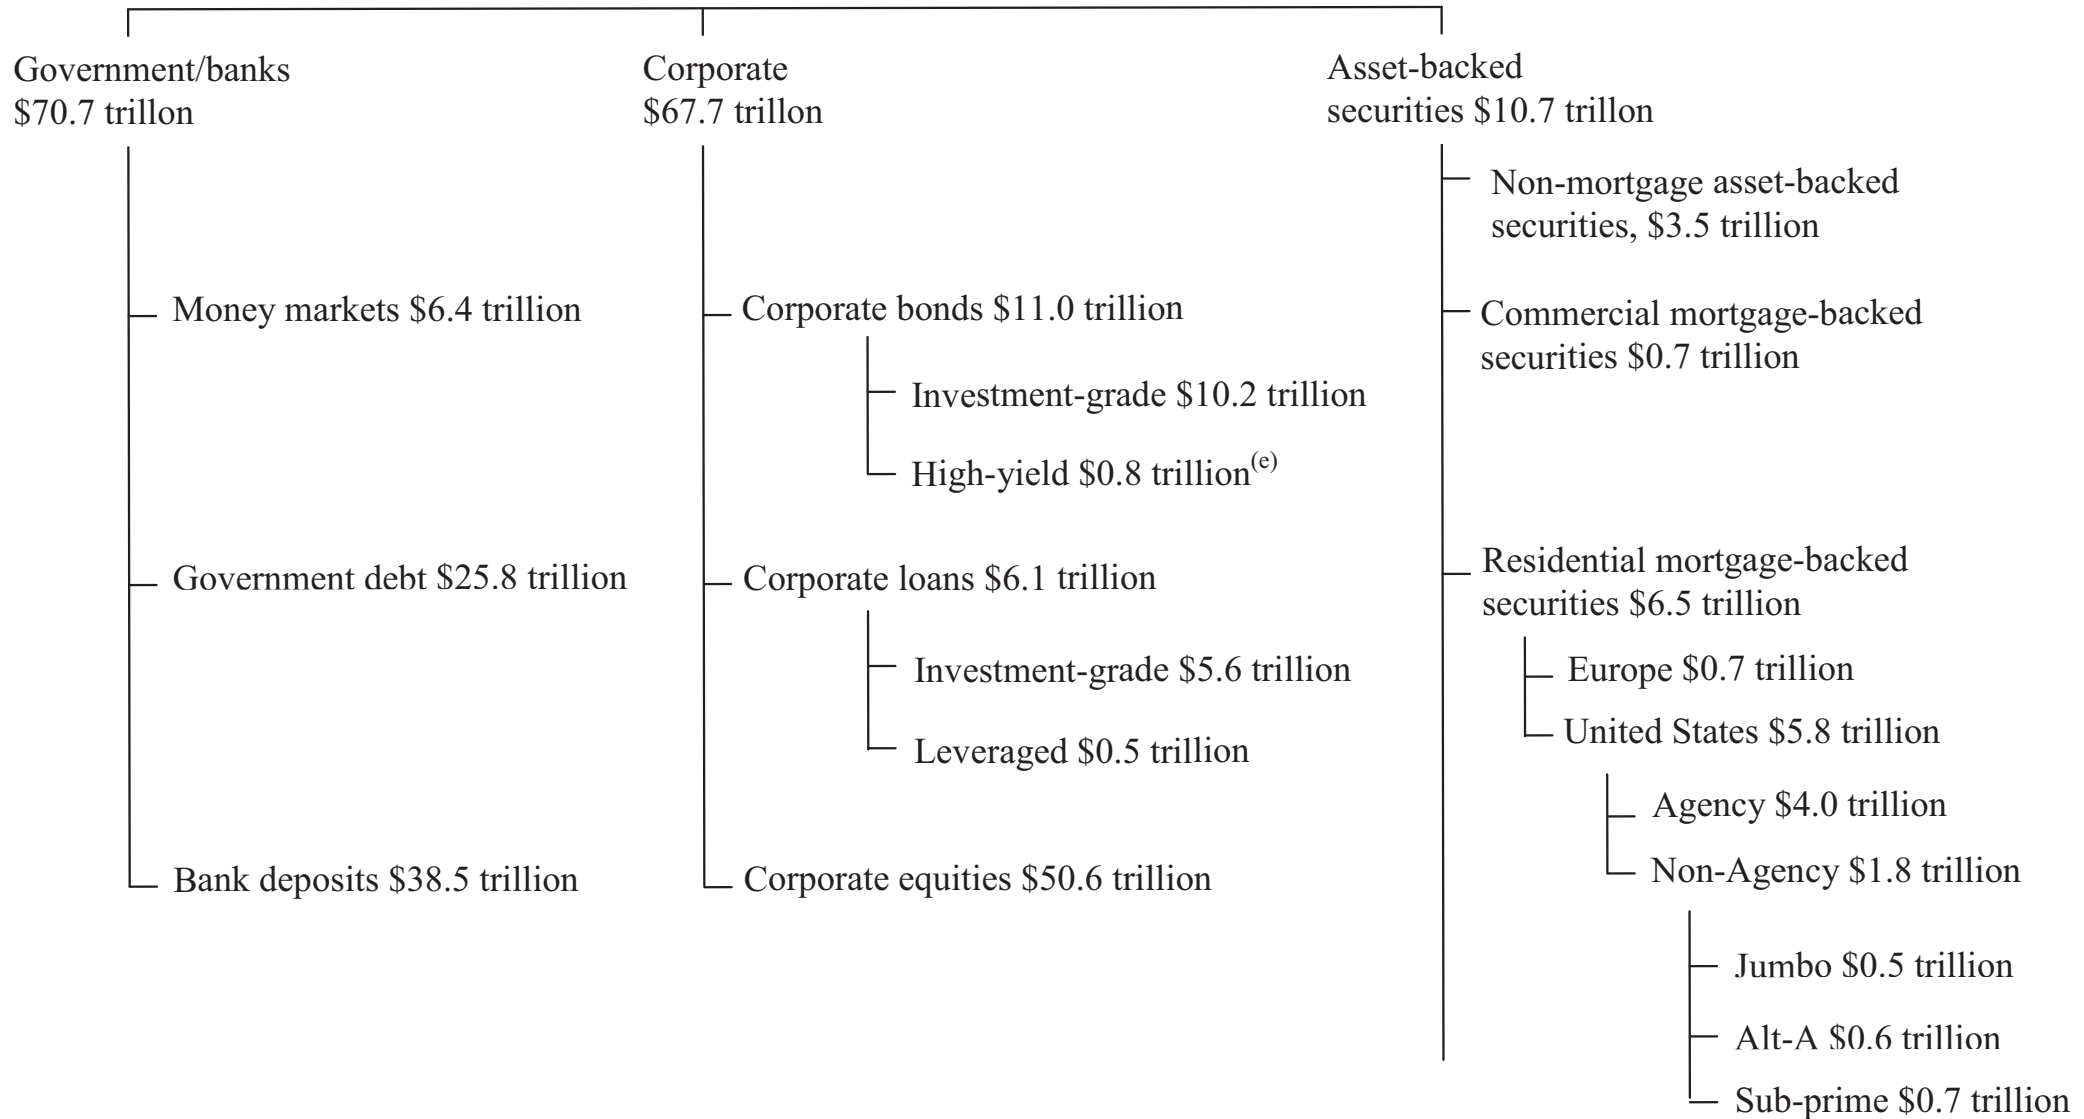 Government/banks
$70.7 trillon
Money markets $6.4 trillion
Government debt $25.8 trillion
Bank deposits $38.5 trillion
Corporate
$67.7 trillon
Corporate bonds $11.0 trillion
Investment-grade $10.2 trillion
High-yield $0.8 trillion(e)
Corporate loans $6.1 trillion
Investment-grade $5.6 trillion
Leveraged $0.5 trillion
Corporate equities $50.6 trillion
Asset-backed
securities $10.7 trillon
Non-mortgage asset-backed
securities, $3.5 trillion
Commercial mortgage-backed
securities $0.7 trillion
Residential mortgage-backed
securities $6.5 trillion
Europe $0.7 trillion
United States $5.8 trillion
Agency $4.0 trillion
Non-Agency $1.8 trillion
Jumbo $0.5 trillion
Alt-A $0.6 trillion
Sub-prime $0.7 trillion